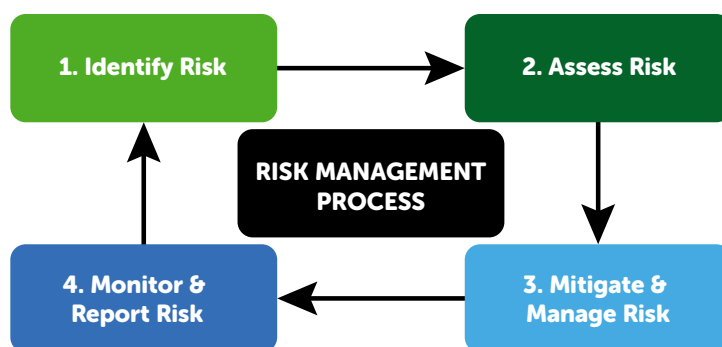 1. Identify Risk
2. Assess Risk
RISK MANAGEMENT
PROCESS
4. Monitor &
Report Risk
3. Mitigate &
Manage Risk